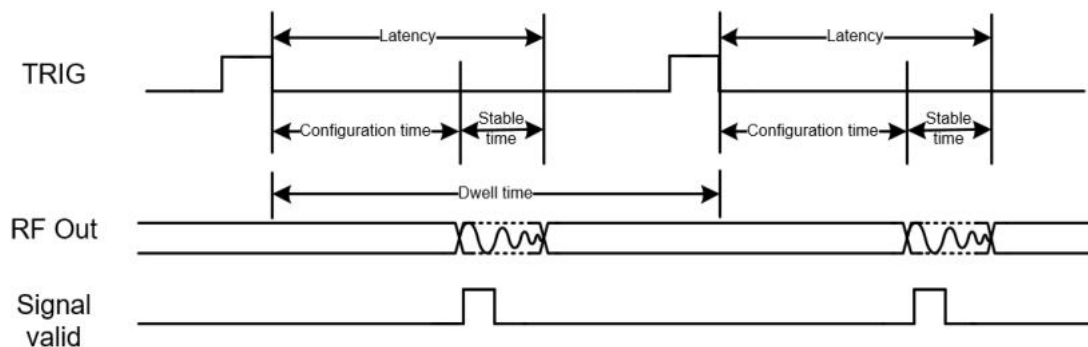 Latency
Latency
TRIG
Configuration time
Stable
time
Configuration time
Stable
time
Dwell time
RF Out
Signal
valid